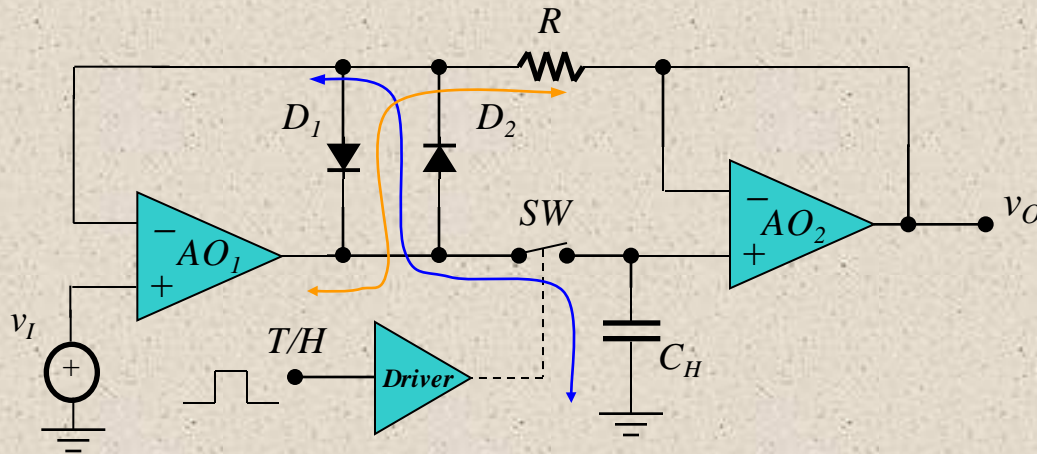 R
D1
D2
− AO1 +
SW
− AO2 +
vO
vI
+
T/H
Driver
CH